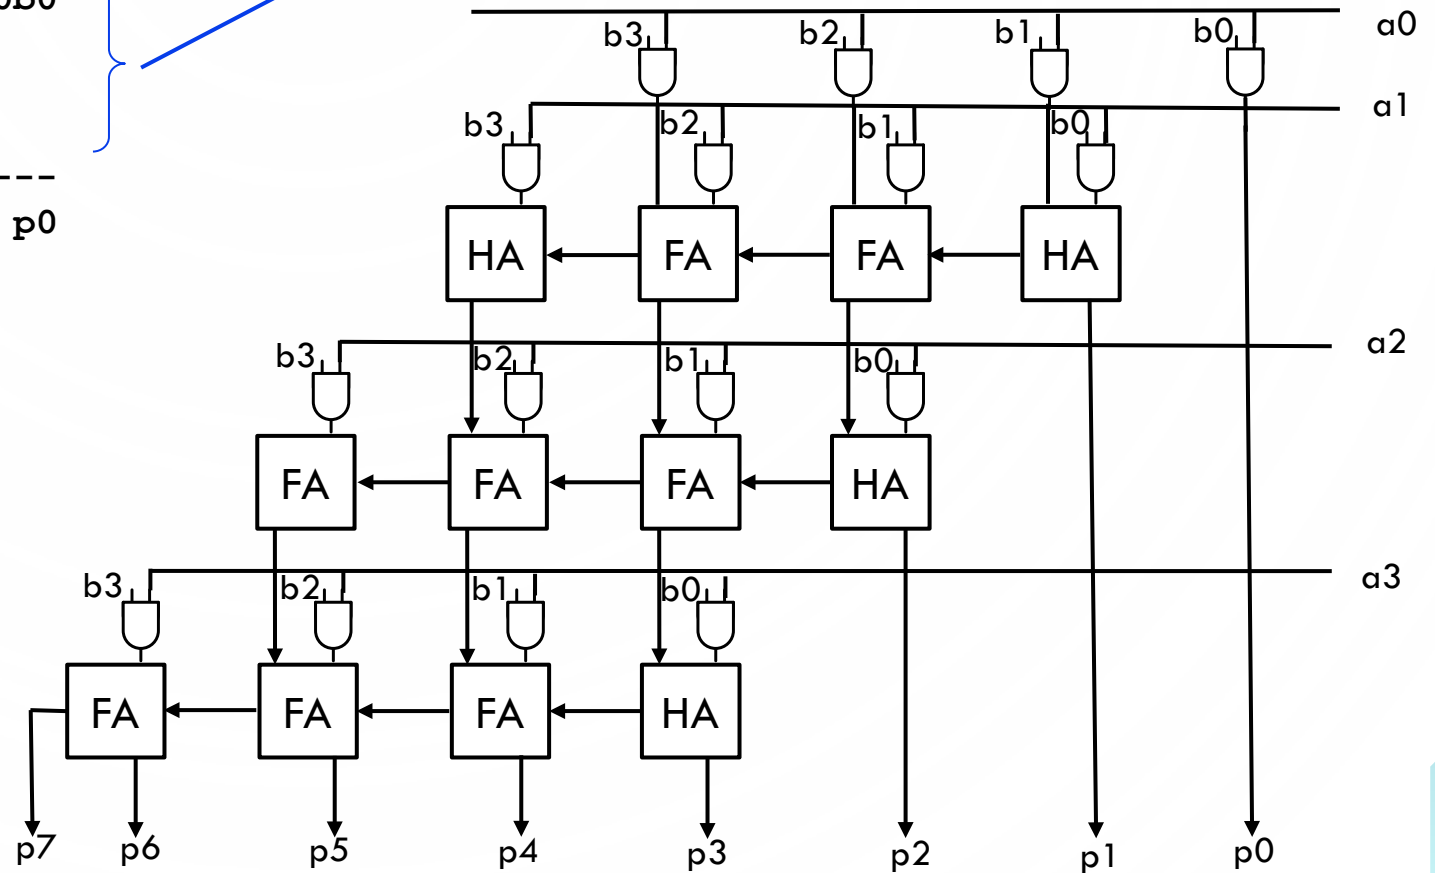 b0
a0
b3 b2 b1 b0
a1
b3 b2 b1 b0
---
p0
HA FA FA HA
a2
b3 b2 b1 b0
FA FA FA HA
a3
b3 b2 b1 b0
FA FA FA HA
p7 p6 p5 p4 p3 p2 p1 p0